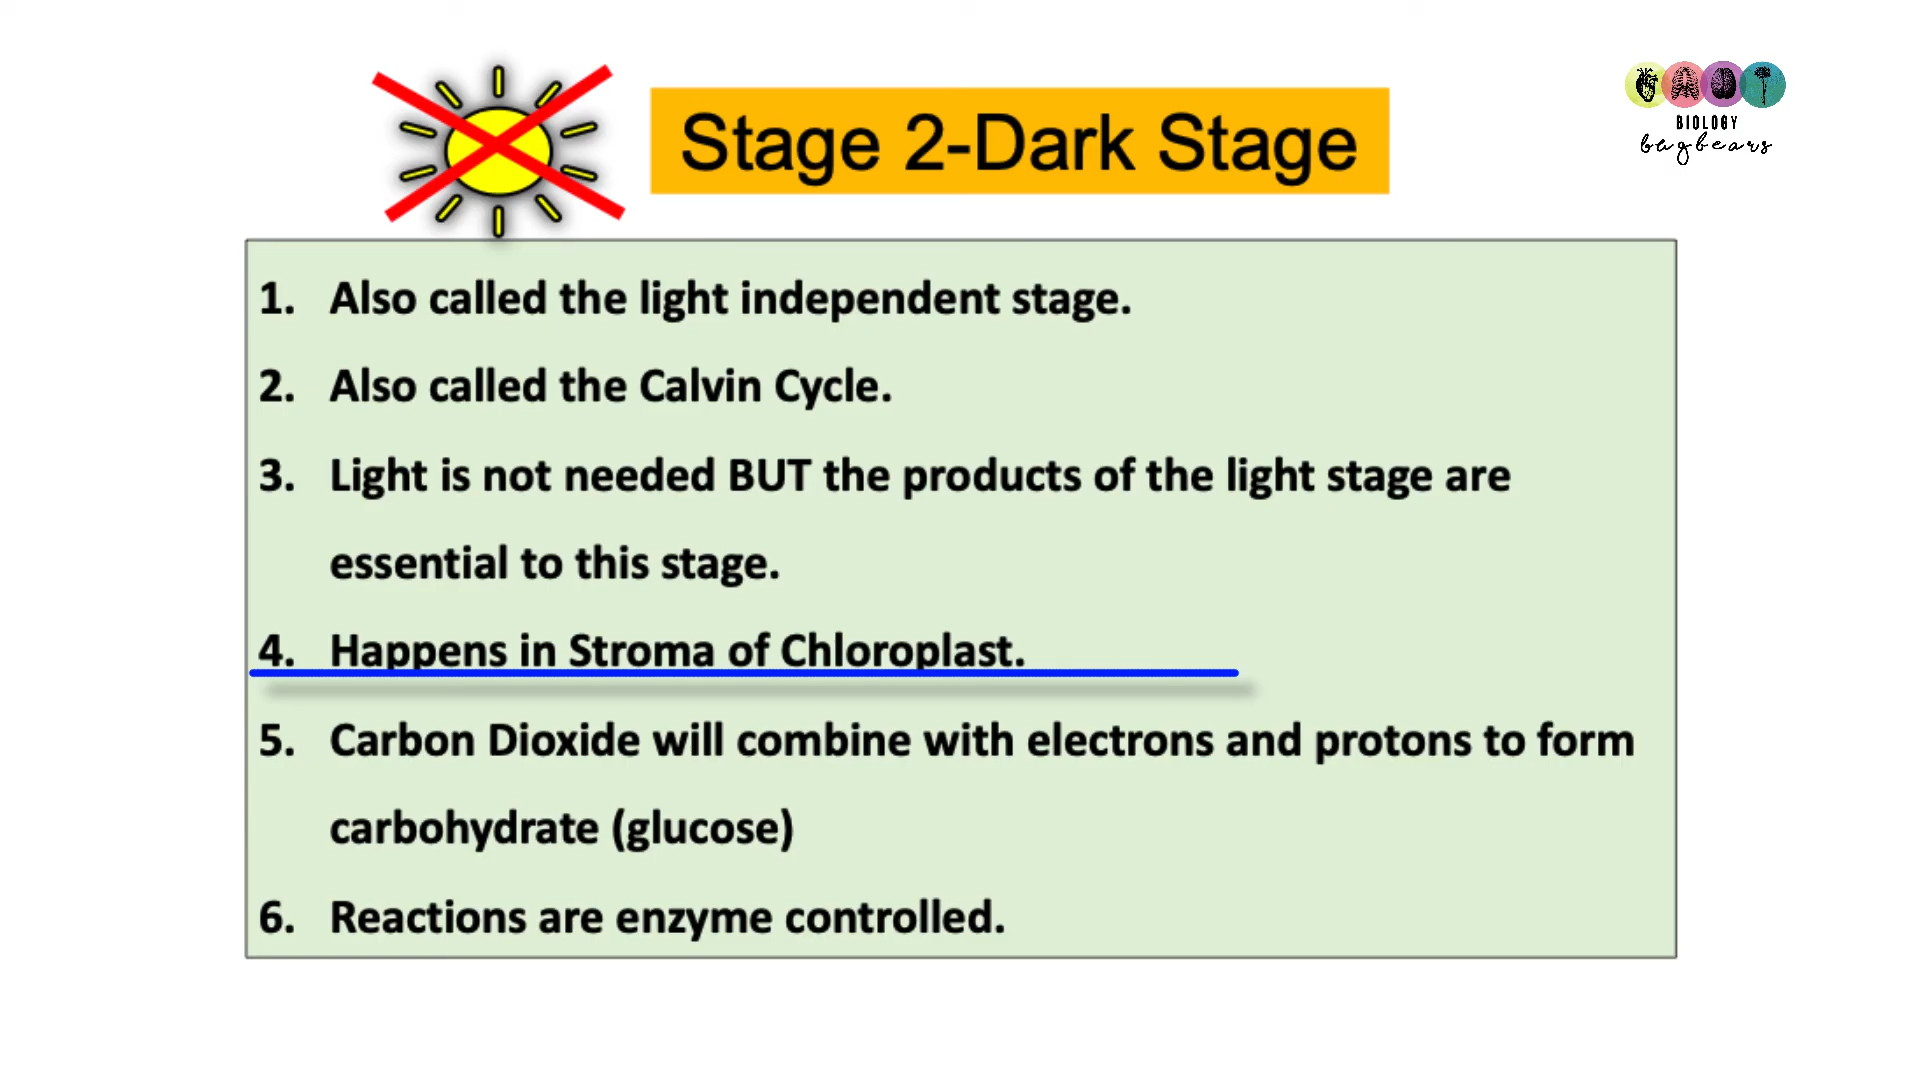 Stage 2-Dark Stage
BIOLOGY
bugbears
1. Also called the light independent stage.
2. Also called the Calvin Cycle.
3. Light is not needed BUT the products of the light stage are
essential to this stage.
4. Happens in Stroma of Chloroplast.
5. Carbon Dioxide will combine with electrons and protons to form
carbohydrate (glucose)
6. Reactions are enzyme controlled.